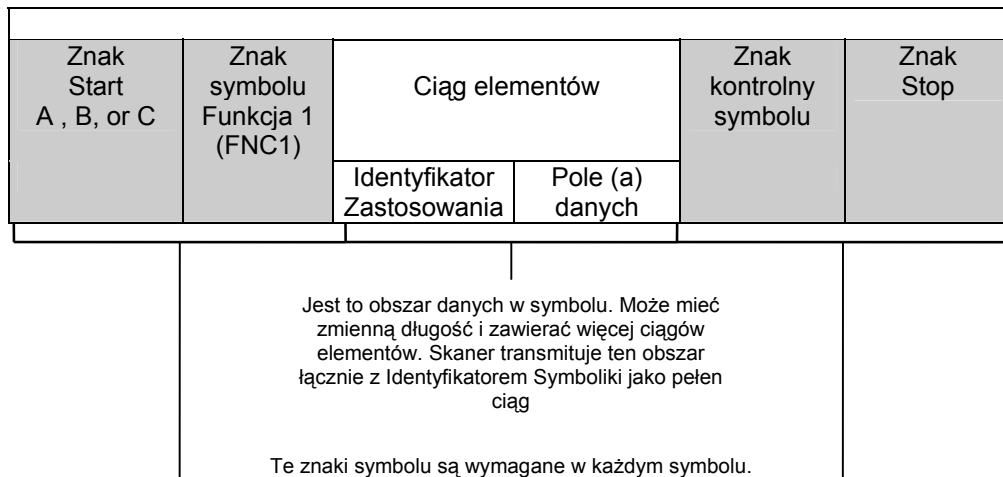 Znak
Start
A , B, or C
Znak
symbolu
Funkcja 1
(FNC1)
Ciąg elementów
Znak
kontrolny
symbolu
Znak
Stop
Identyfikator
Zastosowania
Pole (a)
danych
Jest to obszar danych w symbolu. Może mieć
zmienną długość i zawierać więcej ciągów
elementów. Skaner transmituje ten obszar
łącznie z Identyfikatorem Symboliki jako pełen
ciąg
Te znaki symbolu są wymagane w każdym symbolu.